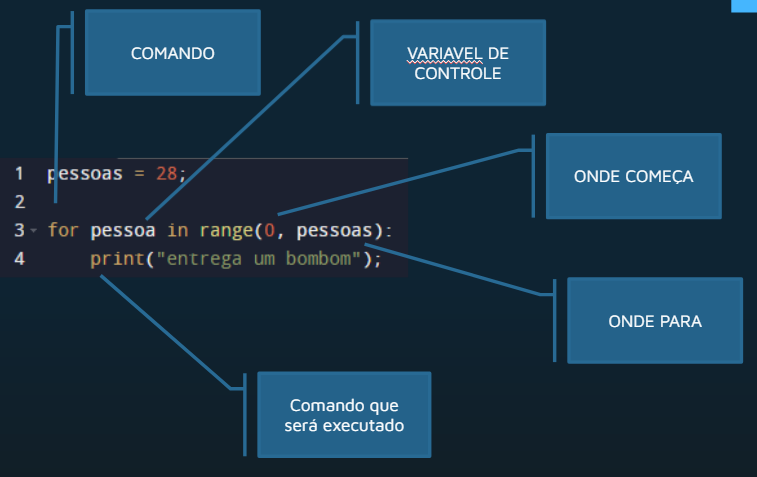 COMANDO
VARIAVEL DE
CONTROLE
ONDE COMEÇA
1 pessoas = 28;
2
3 for pessoa in range(0, pessoas):
4 print("entrega um bombom");
ONDE PARA
Comando que
será executado